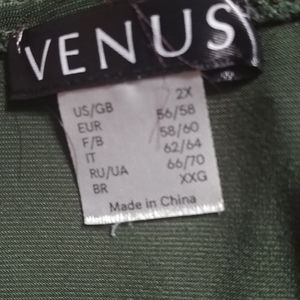 VENUS
2X
US/GB 56/58
EUR 58/60
F/B 62/64
IT 66/70
RU/UA XXG
BR
Made in China